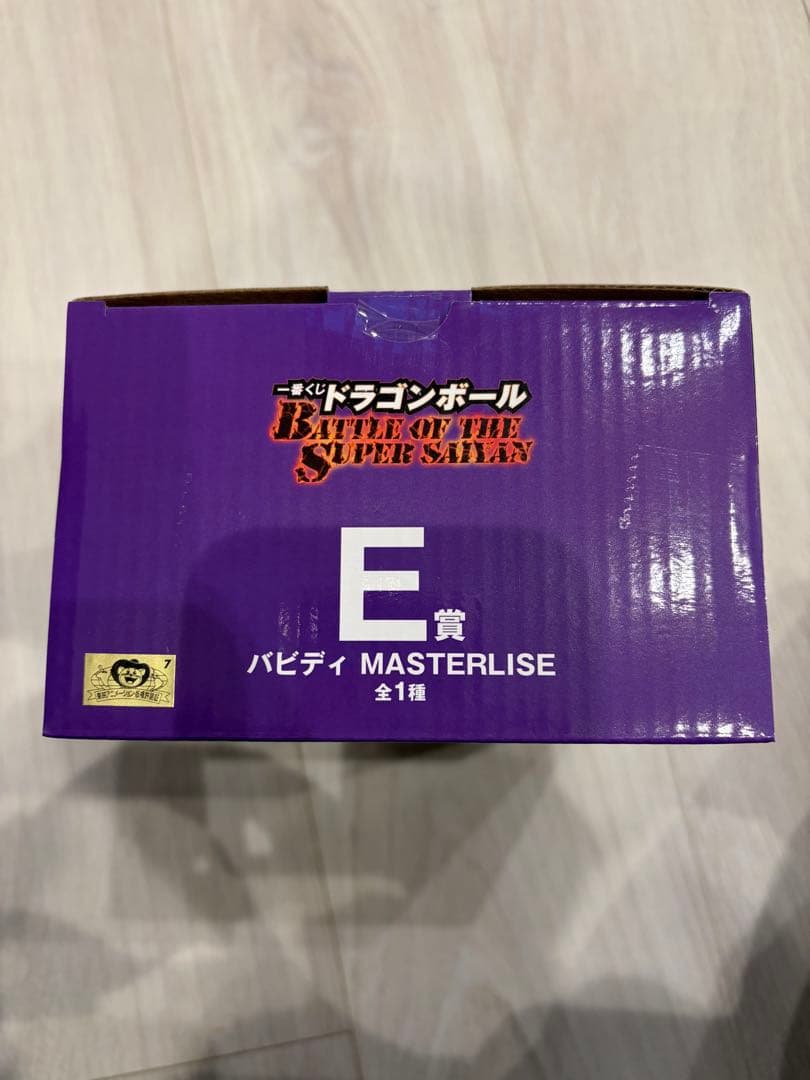 一番くじ ドラゴンボール
BATTLE OF THE
SUPER SAIYAN
E賞
バビディ MASTERLISE
全1種
7